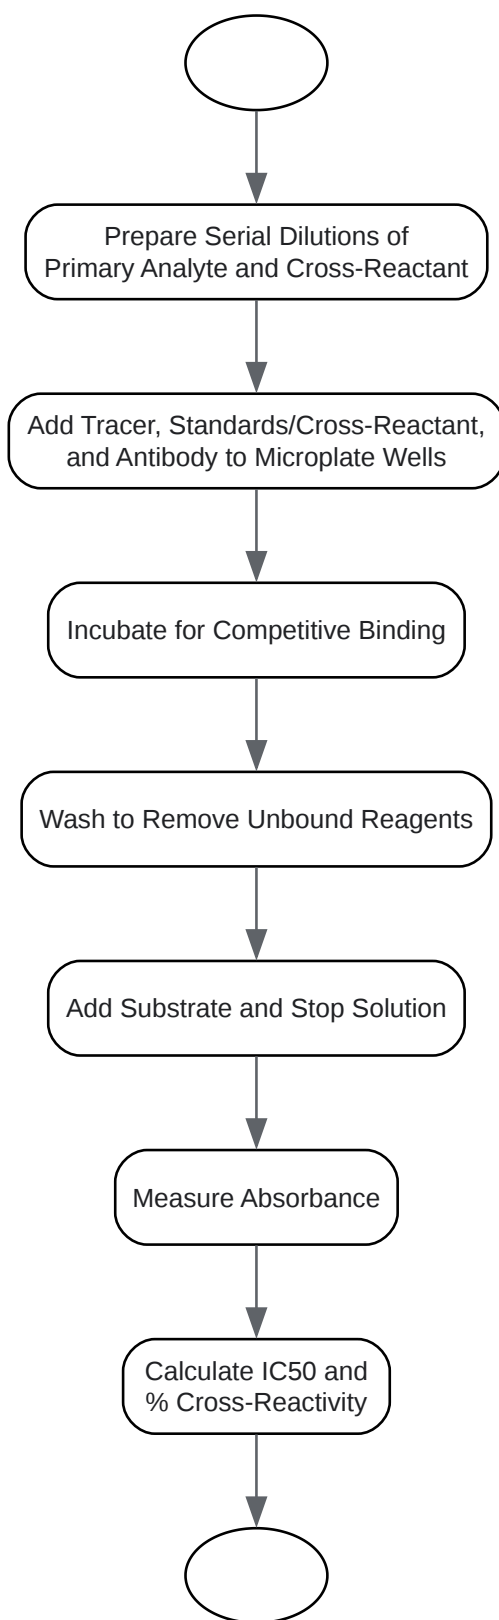 Prepare Serial Dilutions of
Primary Analyte and Cross-Reactant
Add Tracer, Standards/Cross-Reactant,
and Antibody to Microplate Wells
Incubate for Competitive Binding
Wash to Remove Unbound Reagents
Add Substrate and Stop Solution
Measure Absorbance
Calculate IC50 and
% Cross-Reactivity